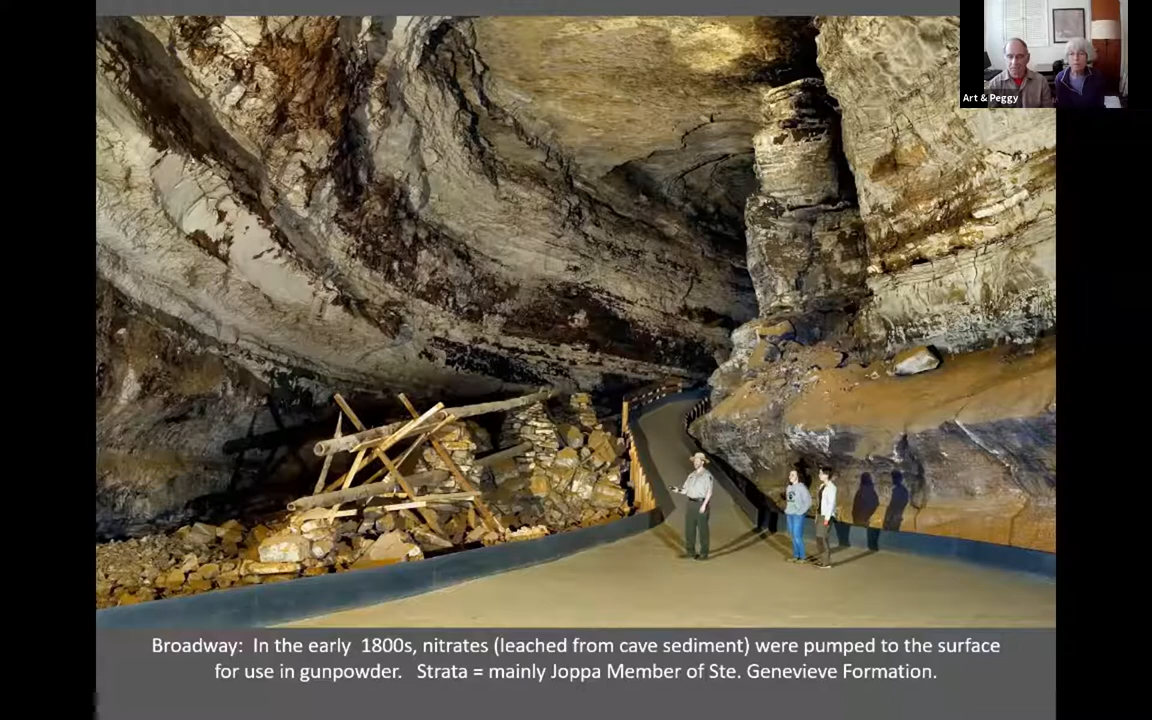 Art & Peggy
Broadway:  In the early  1800s, nitrates (leached from cave sediment) were pumped to the surface
for use in gunpowder.   Strata = mainly Joppa Member of Ste. Genevieve Formation.